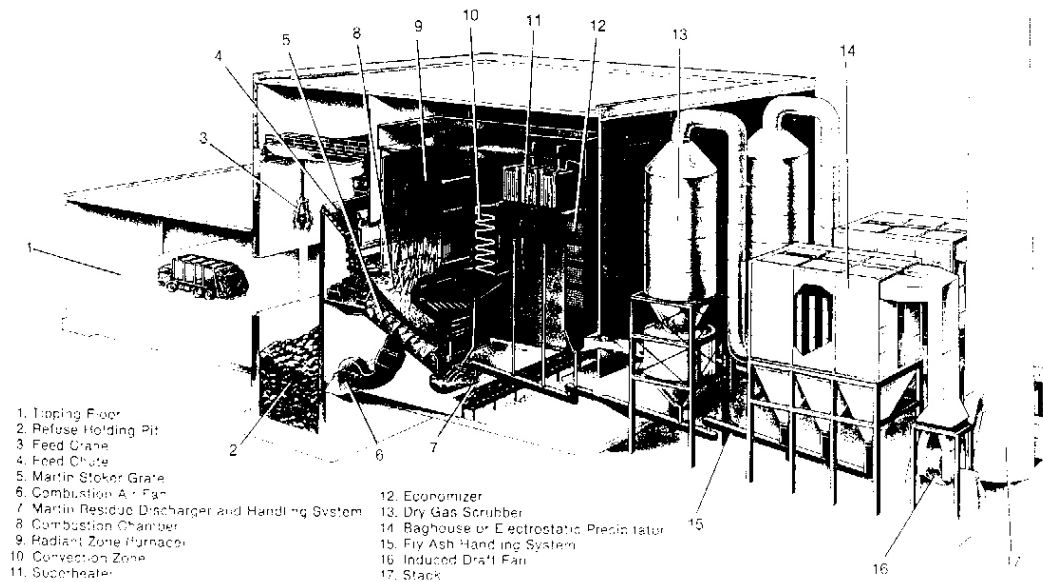 10
11
12
13
14
9
8
5
4
3
1
2
6
7
15
16
17
1. Tipping Floor
2. Refuse Holding Pit
3 Feed Crane
4. Feed Chute
5. Martin Stoker Grate
6. Combustion Air Fan
7 Martin Residue Discharger and Handling System
8 Combustion Chamber
9. Radiant Zone (furnace)
10 Convection Zone
11. Superheater
12. Economizer
13. Dry Gas Scrubber
14 Baghouse or Electrostatic Precipitator
15. Fly Ash Handling System
16 Induced Draft Fan
17. Stack